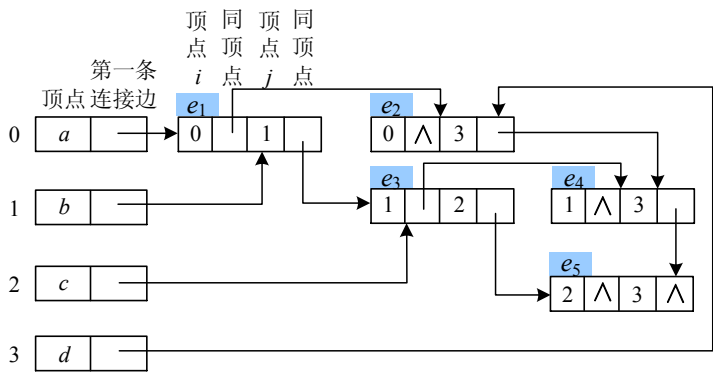 顶点 i
同顶点
顶点 j
同顶点
顶点
第一条连接边
e1
e2
0 a
0 1
0 ∧ 3
e3
e4
1 b
1 2
1 ∧ 3
e5
2 c
2 ∧ 3 ∧
3 d